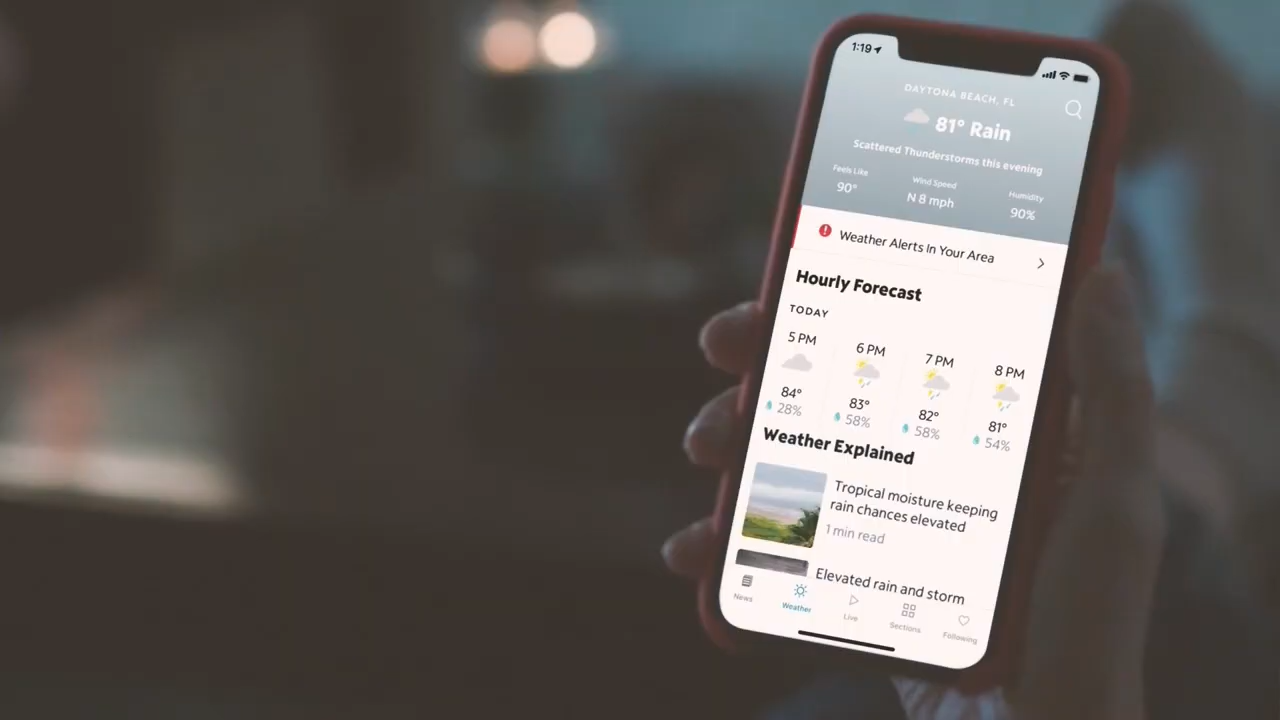 1:19
DAYTONA BEACH, FL
81° Rain
Scattered Thunderstorms this evening
Feels Like Wind Speed Humidity
90° N 8 mph 90%
Weather Alerts In Your Area
Hourly Forecast
TODAY
5 PM 6 PM 7 PM 8 PM
84° 83° 82° 81°
28% 58% 58% 54%
Weather Explained
Tropical moisture keeping
rain chances elevated
1 min read
Elevated rain and storm
News Weather Live Sections Following